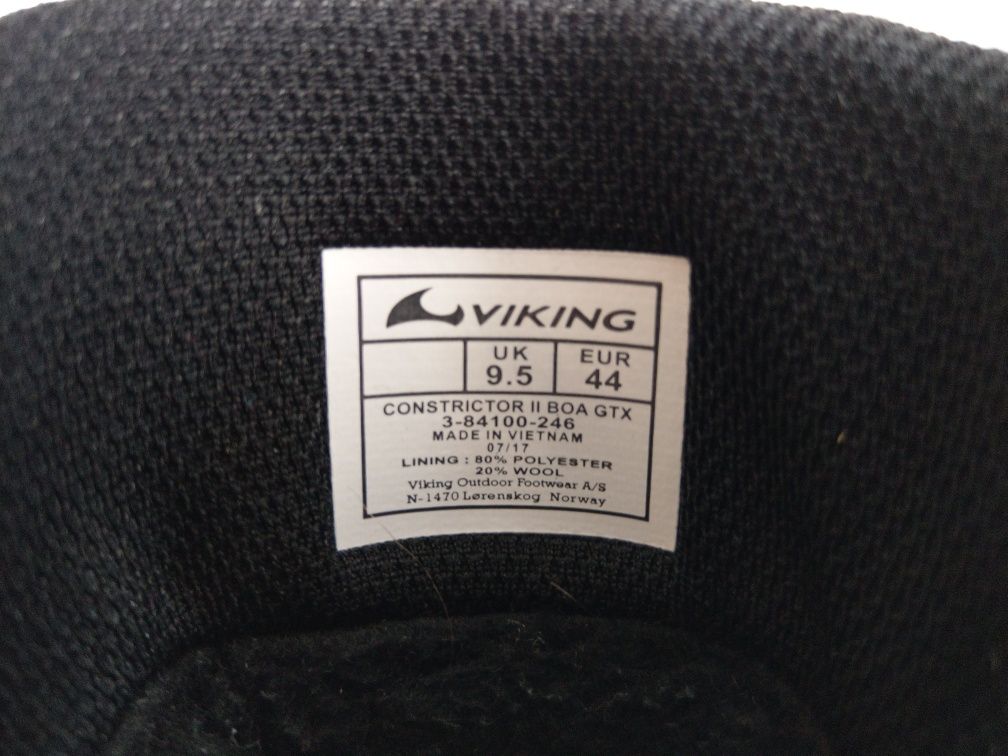 VIKING
UK EUR
9.5 44
CONSTRICTOR II BOA GTX
3-84100-246
MADE IN VIETNAM
07/17
LINING : 80% POLYESTER
20% WOOL
Viking Outdoor Footwear A/S
N-1470 Lørenskog Norway